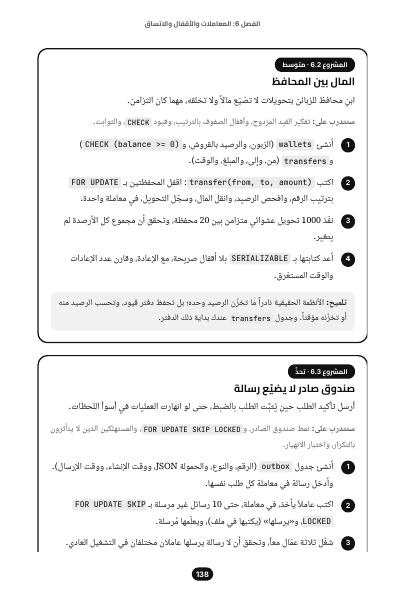 الفصل 6: المعاملات والأقفال والاتساق
المشروع 6.2 · متوسط
المال بين المحافظ
ابنِ محافظ للزبائن بتحويلات لا تضيّع مالاً ولا تخلقه، مهما كان التزامن.
ستتدرب على: تفكير القيد المزدوج، وأقفال الصفوف بالترتيب، وقيود CHECK، والثوابت.
1 أنشئ wallets (الزبون، والرصيد بالقروش، و CHECK (balance >= 0))
و transfers (من، وإلى، والمبلغ، والوقت).
2 اكتب transfer(from, to, amount): اقفل المحفظتين بـ FOR UPDATE
بترتيب الرقم، وافحص الرصيد، وانقل المال، وسجّل التحويل، في معاملة واحدة.
3 نفّذ 1000 تحويل عشوائي متزامن بين 20 محفظة، وتحقق أن مجموع كل الأرصدة لم
يتغير.
4 أعد كتابتها بـ SERIALIZABLE بلا أقفال صريحة، مع الإعادة، وقارن عدد الإعادات
والوقت المستغرق.
تلميح: الأنظمة الحقيقية نادراً ما تخزّن الرصيد وحده؛ بل تحفظ دفتر قيود، وتحسب الرصيد منه
أو تخزّنه مؤقتاً. وجدول transfers عندك بداية ذلك الدفتر.
المشروع 6.3 · تحدٍّ
صندوق صادر لا يضيّع رسالة
أرسل تأكيد الطلب حين يُثبَّت الطلب بالضبط، حتى لو انهارت العمليات في أسوأ اللحظات.
ستتدرب على: نمط صندوق الصادر، و FOR UPDATE SKIP LOCKED، والمستهلكين الذين لا يتأثرون
بالتكرار، واختبار الانهيار.
1 أنشئ جدول outbox (الرقم، والنوع، والحمولة JSON، ووقت الإنشاء، ووقت الإرسال).
وأدخل رسالة في معاملة كل طلب نفسها.
2 اكتب عاملاً يأخذ، في معاملة، حتى 10 رسائل غير مرسلة بـ FOR UPDATE SKIP
LOCKED، و«يرسلها» (يكتبها في ملف)، ويعلّمها مُرسلة.
3 شغّل ثلاثة عمّال معاً، وتحقق أن لا رسالة يرسلها عاملان مختلفان في التشغيل العادي.
138